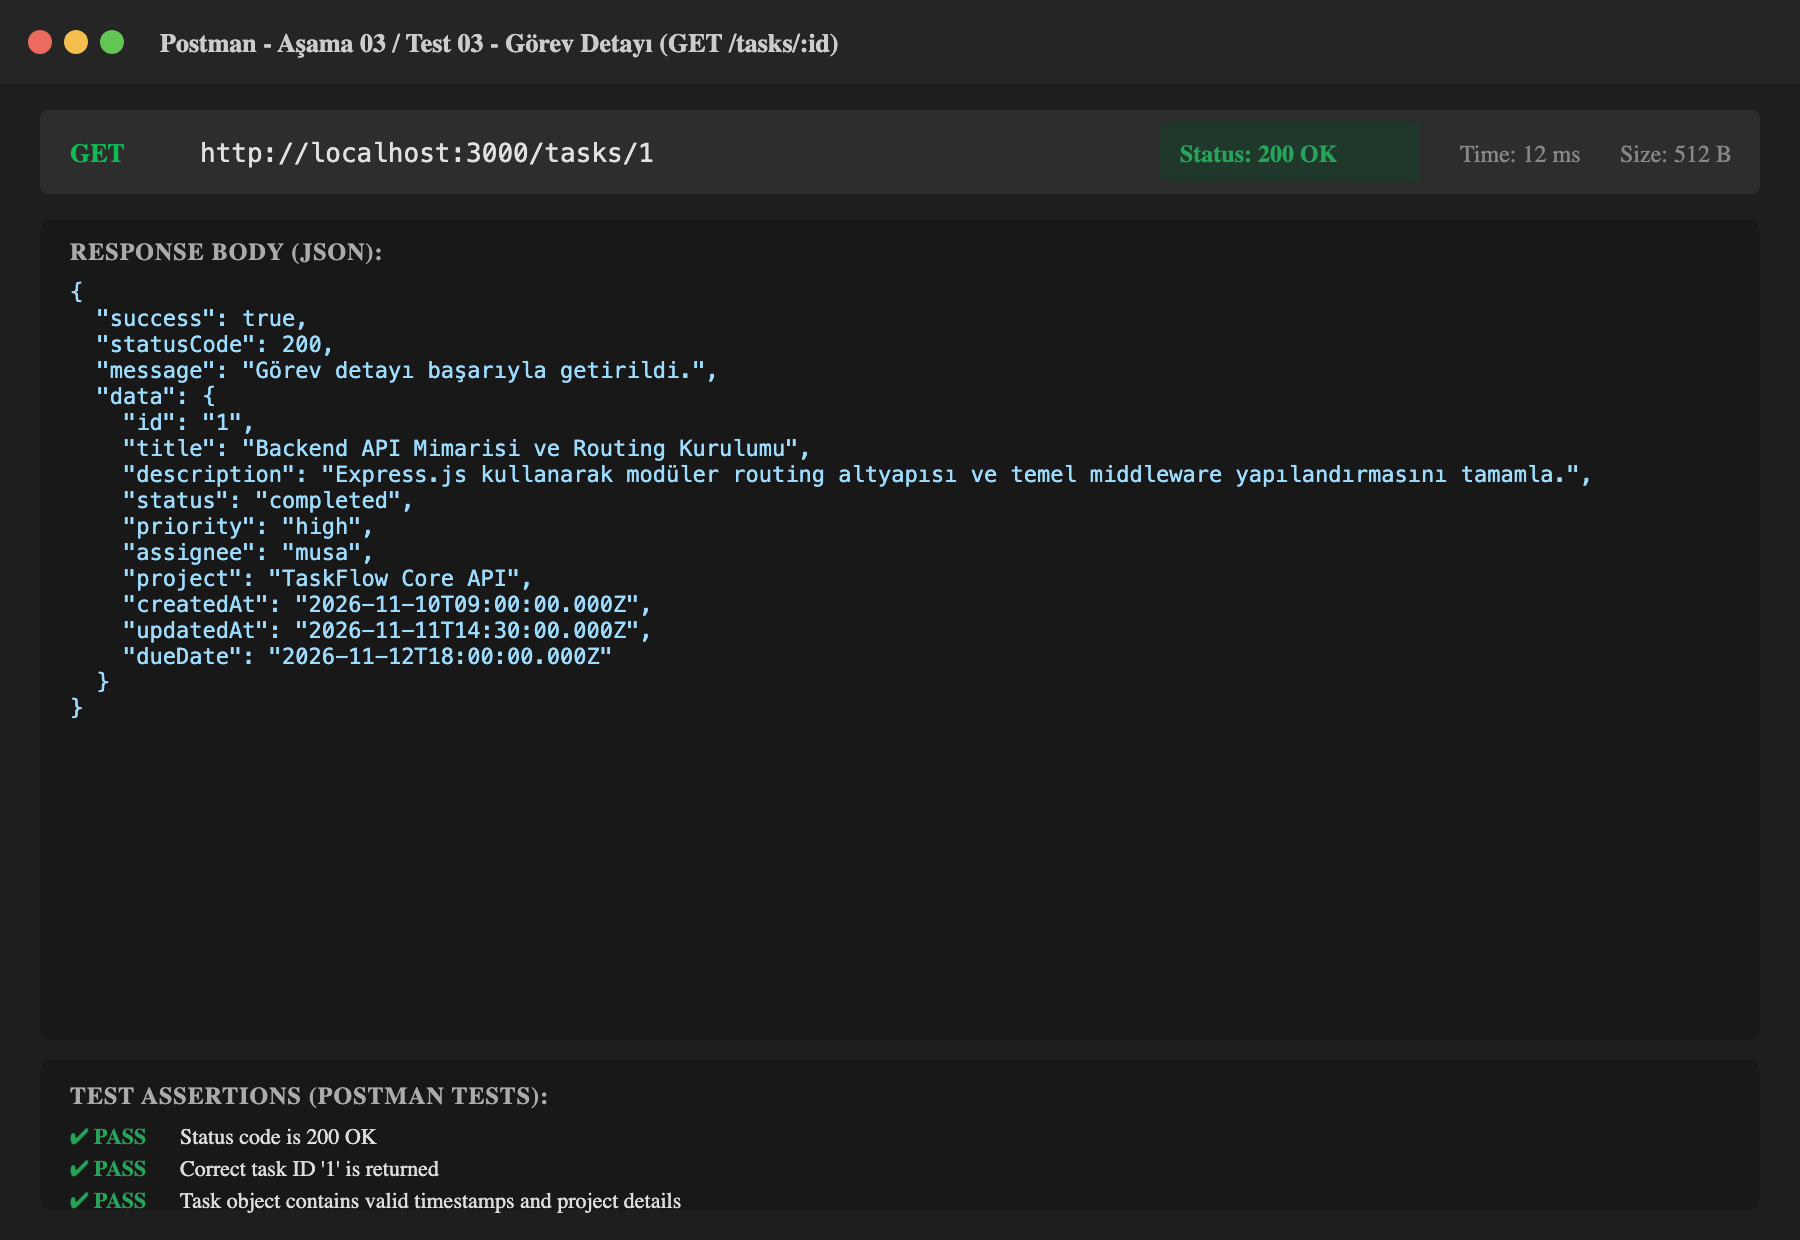 Postman - Aşama 03 / Test 03 - Görev Detayı (GET /tasks/:id)
GET http://localhost:3000/tasks/1 Status: 200 OK Time: 12 ms Size: 512 B
RESPONSE BODY (JSON):
{
  "success": true,
  "statusCode": 200,
  "message": "Görev detayı başarıyla getirildi.",
  "data": {
    "id": "1",
    "title": "Backend API Mimarisi ve Routing Kurulumu",
    "description": "Express.js kullanarak modüler routing altyapısı ve temel middleware yapılandırmasını tamamla.",
    "status": "completed",
    "priority": "high",
    "assignee": "musa",
    "project": "TaskFlow Core API",
    "createdAt": "2026-11-10T09:00:00.000Z",
    "updatedAt": "2026-11-11T14:30:00.000Z",
    "dueDate": "2026-11-12T18:00:00.000Z"
  }
}
TEST ASSERTIONS (POSTMAN TESTS):
✔ PASS Status code is 200 OK
✔ PASS Correct task ID '1' is returned
✔ PASS Task object contains valid timestamps and project details